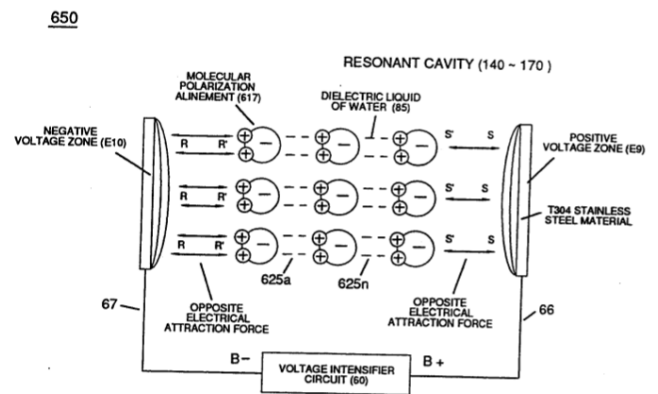 650
RESONANT CAVITY (140 ~ 170 )
MOLECULAR
POLARIZATION
ALINEMENT (617)
DIELECTRIC LIQUID
OF WATER (85)
NEGATIVE
VOLTAGE ZONE (E10)
POSITIVE
VOLTAGE ZONE (E9)
R R' + + − + + − + + − S' S
R R' + + − + + − + + − S' S
T304 STAINLESS
STEEL MATERIAL
R R' + + − + + − + + − S' S
625a
625n
67
OPPOSITE
ELECTRICAL
ATTRACTION FORCE
OPPOSITE
ELECTRICAL
ATTRACTION FORCE
66
B−
VOLTAGE INTENSIFIER
CIRCUIT (60)
B+